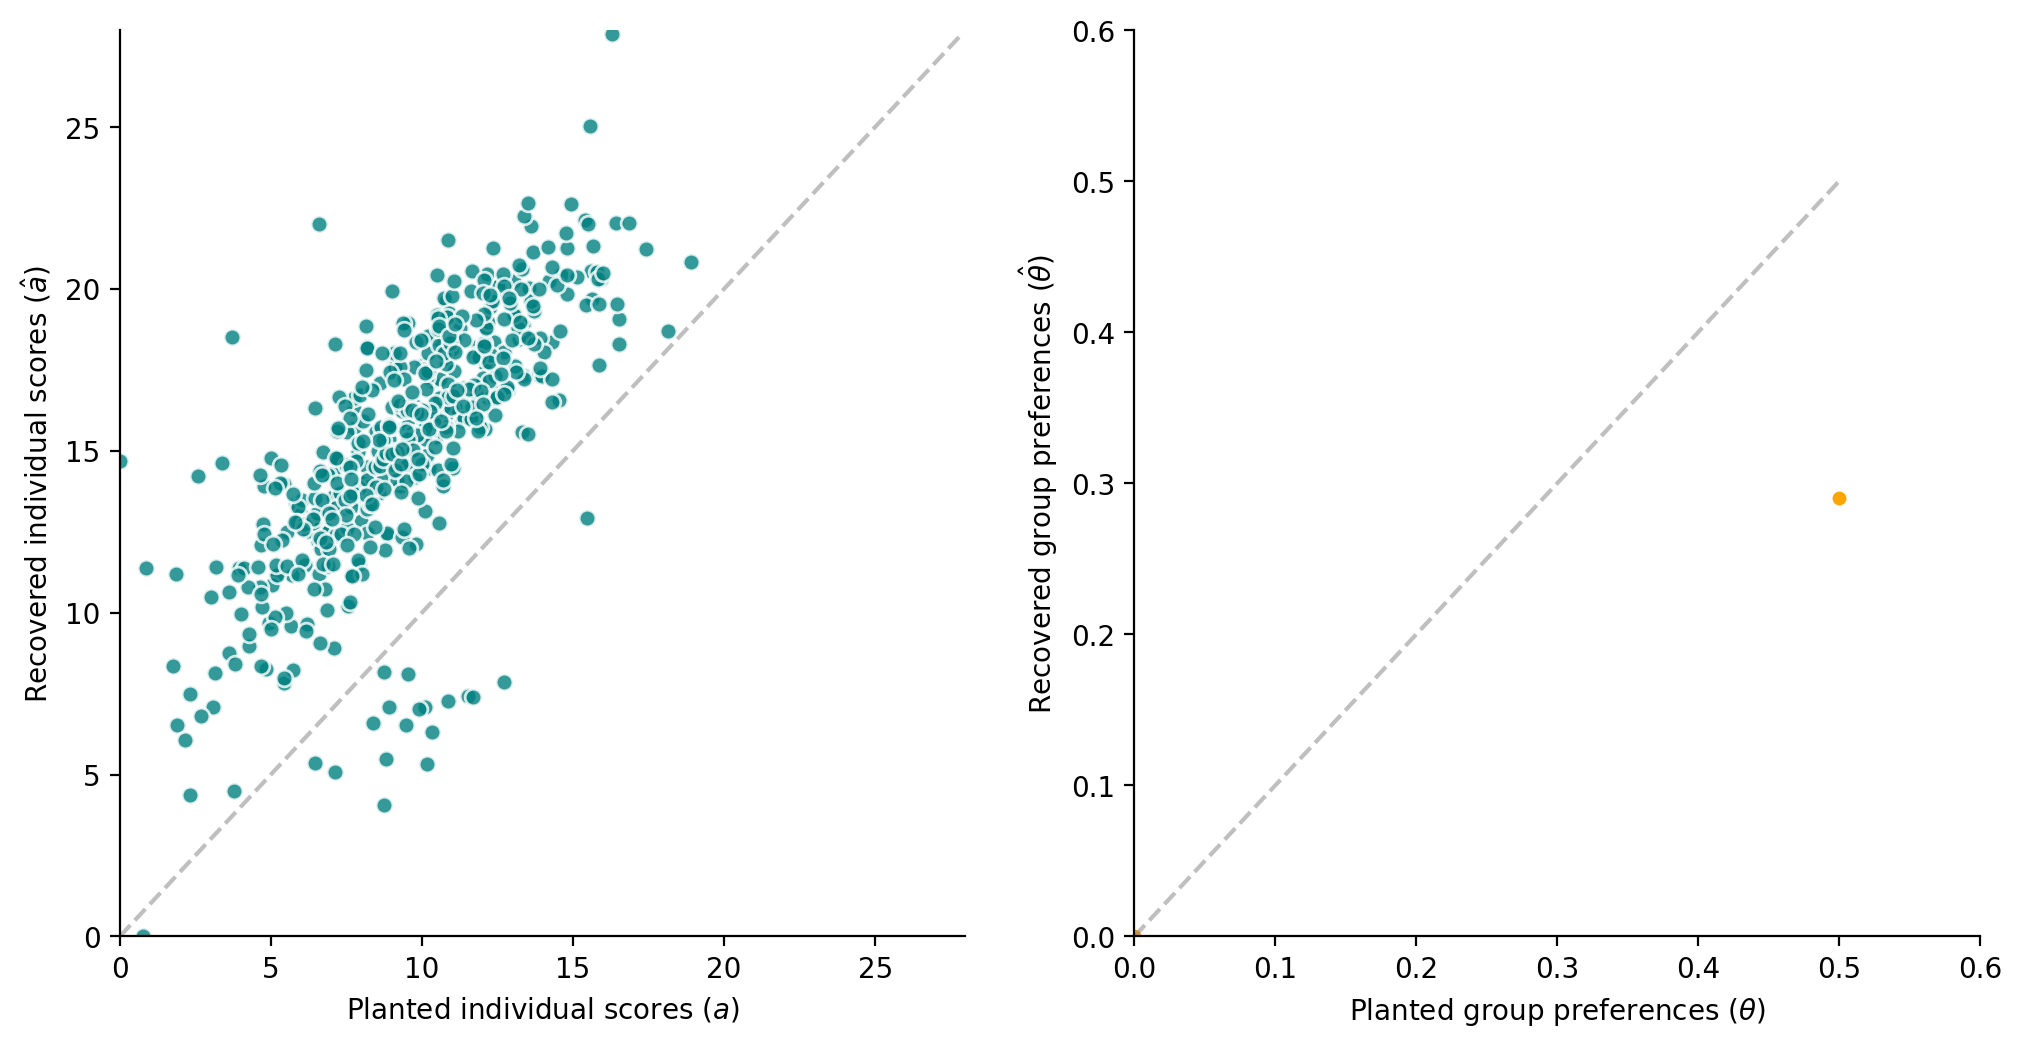 25
20
15
10
5
0
0 5 10 15 20 25
Recovered individual scores (â)
Planted individual scores (a)
0.6
0.5
0.4
0.3
0.2
0.1
0.0
0.0 0.1 0.2 0.3 0.4 0.5 0.6
Recovered group preferences (θ̂)
Planted group preferences (θ)